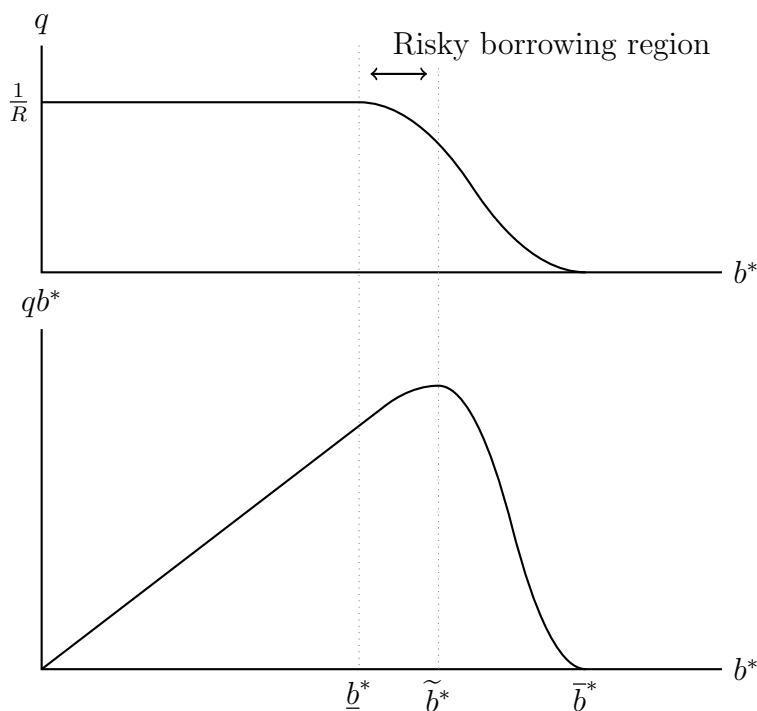 q
Risky borrowing region
1/R
b*
qb*
b*
b̲* b̃* b̅*